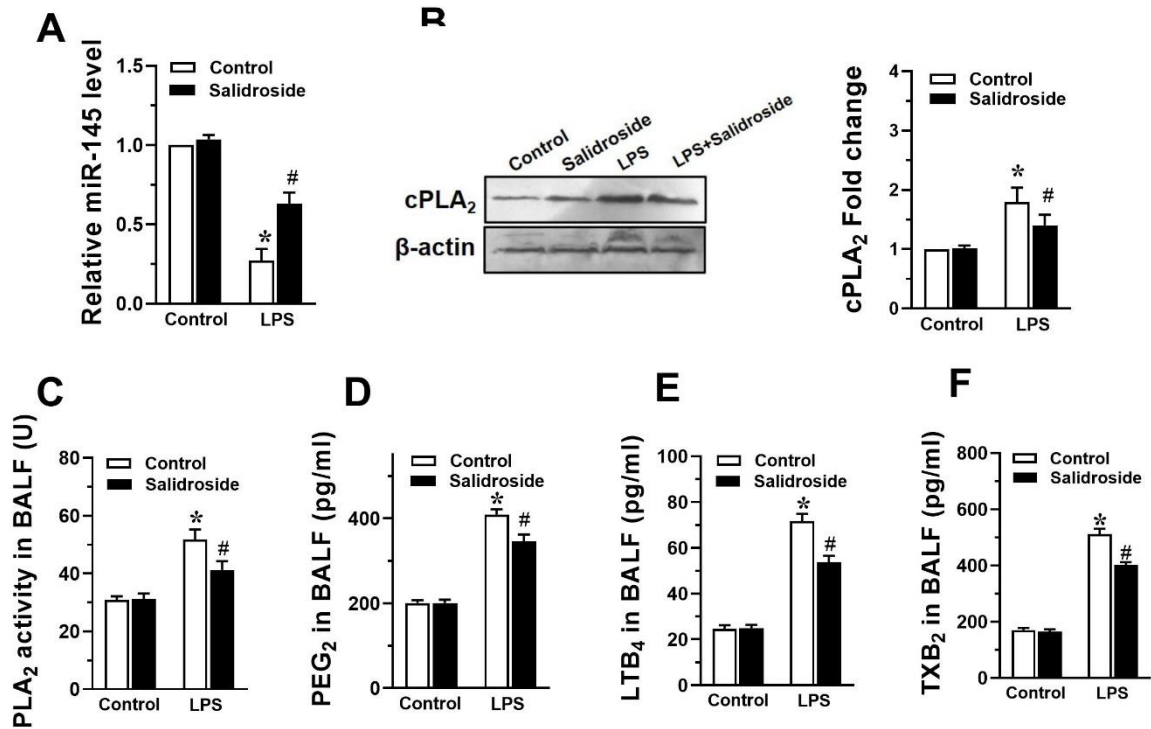 A
Relative miR-145 level
1.5
1.0
0.5
0.0
Control
Salidroside
*
#
Control
LPS
B
Control
Salidroside
LPS
LPS+Salidroside
cPLA₂
β-actin
cPLA₂ Fold change
4
3
2
1
0
Control
Salidroside
*
#
Control
LPS
C
PLA₂ activity in BALF (U)
80
60
40
20
0
Control
Salidroside
*
#
Control
LPS
D
PEG₂ in BALF (pg/ml)
400
200
0
Control
Salidroside
*
#
Control
LPS
E
LTB₄ in BALF (pg/ml)
100
80
60
40
20
0
Control
Salidroside
*
#
Control
LPS
F
TXB₂ in BALF (pg/ml)
800
600
400
200
0
Control
Salidroside
*
#
Control
LPS